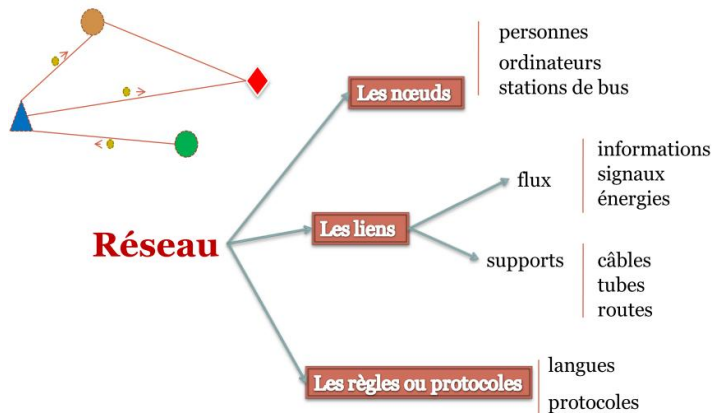 personnes
ordinateurs
stations de bus
Les nœuds
informations
signaux
énergies
flux
Les liens
Réseau
supports
câbles
tubes
routes
Les règles ou protocoles
langues
protocoles